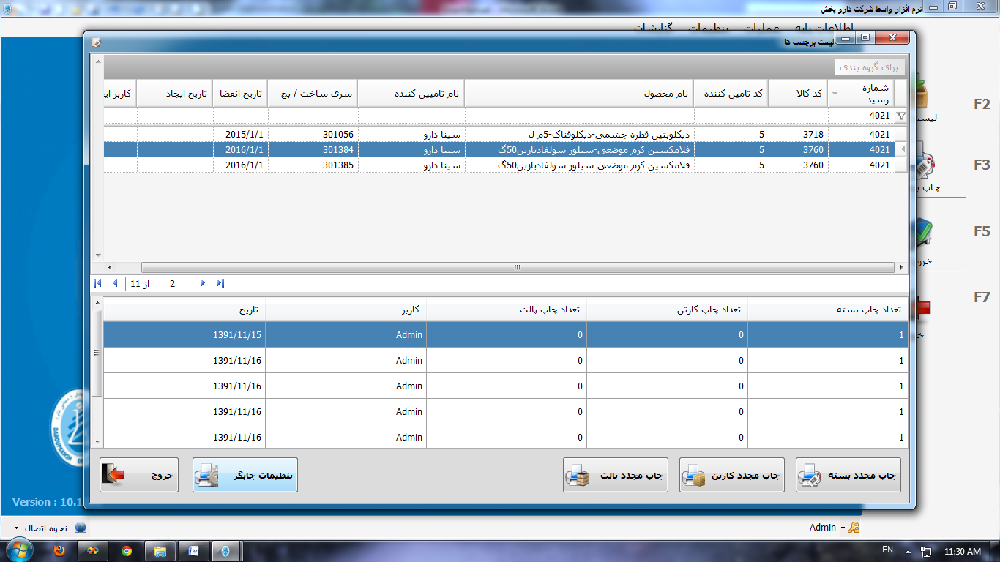 نرم افزار واسط شرکت دارو پخش
اطلاعات پایه عملیات تنظیمات گزارشات
لیست برچسب ها
برای گروه بندی
شماره رسید کد کالا کد تامین کننده نام محصول نام تامیین کننده سری ساخت / بچ تاریخ انقضا تاریخ ایجاد کاربر
4021
4021 3718 5 دیکلوپتین قطره چشمی-دیکلوفناک-5م ل سینا دارو 301056 2015/1/1
4021 3760 5 فلامکسین کرم موضعی-سیلور سولفادیازین50گ سینا دارو 301384 2016/1/1
4021 3760 5 فلامکسین کرم موضعی-سیلور سولفادیازین50گ سینا دارو 301385 2016/1/1
2 از 11
تعداد چاپ بسته تعداد چاپ کارتن تعداد چاپ پالت کاربر تاریخ
1 0 0 Admin 1391/11/15
1 0 0 Admin 1391/11/16
1 0 0 Admin 1391/11/16
1 0 0 Admin 1391/11/16
1 0 0 Admin 1391/11/16
چاپ مجدد بسته چاپ مجدد کارتن چاپ مجدد پالت تنظیمات چاپگر خروج
F2
F3
چاپ
F5
F7
Version : 10.1
Admin
نحوه اتصال
EN
11:30 AM